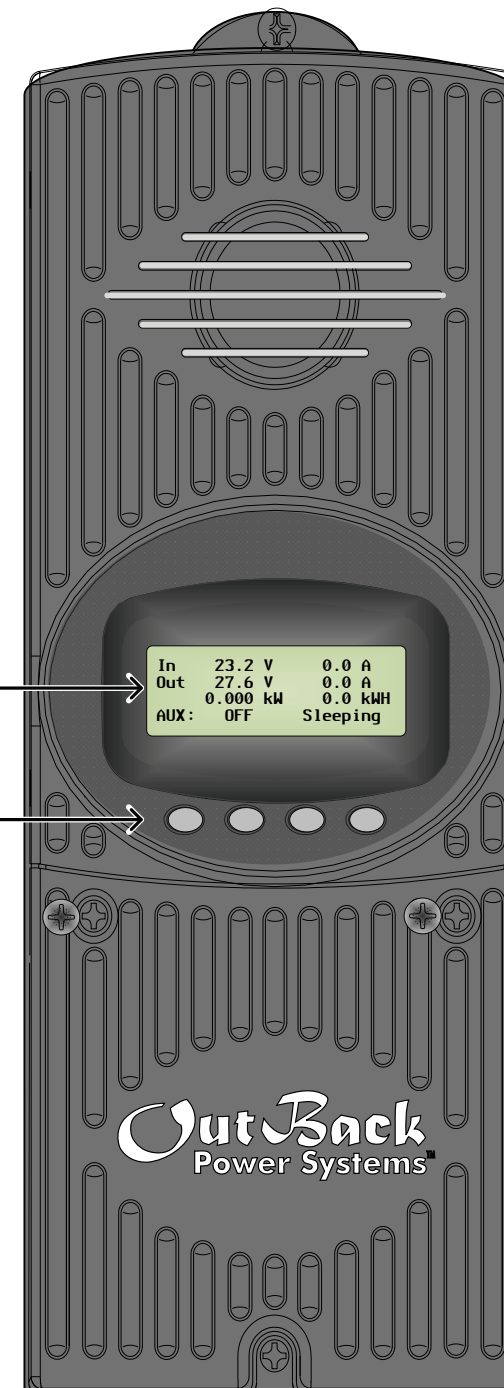 In 23.2 V 0.0 A
Out 27.6 V 0.0 A
0.000 kW 0.0 kWH
AUX: OFF Sleeping
OutBack
Power Systems™